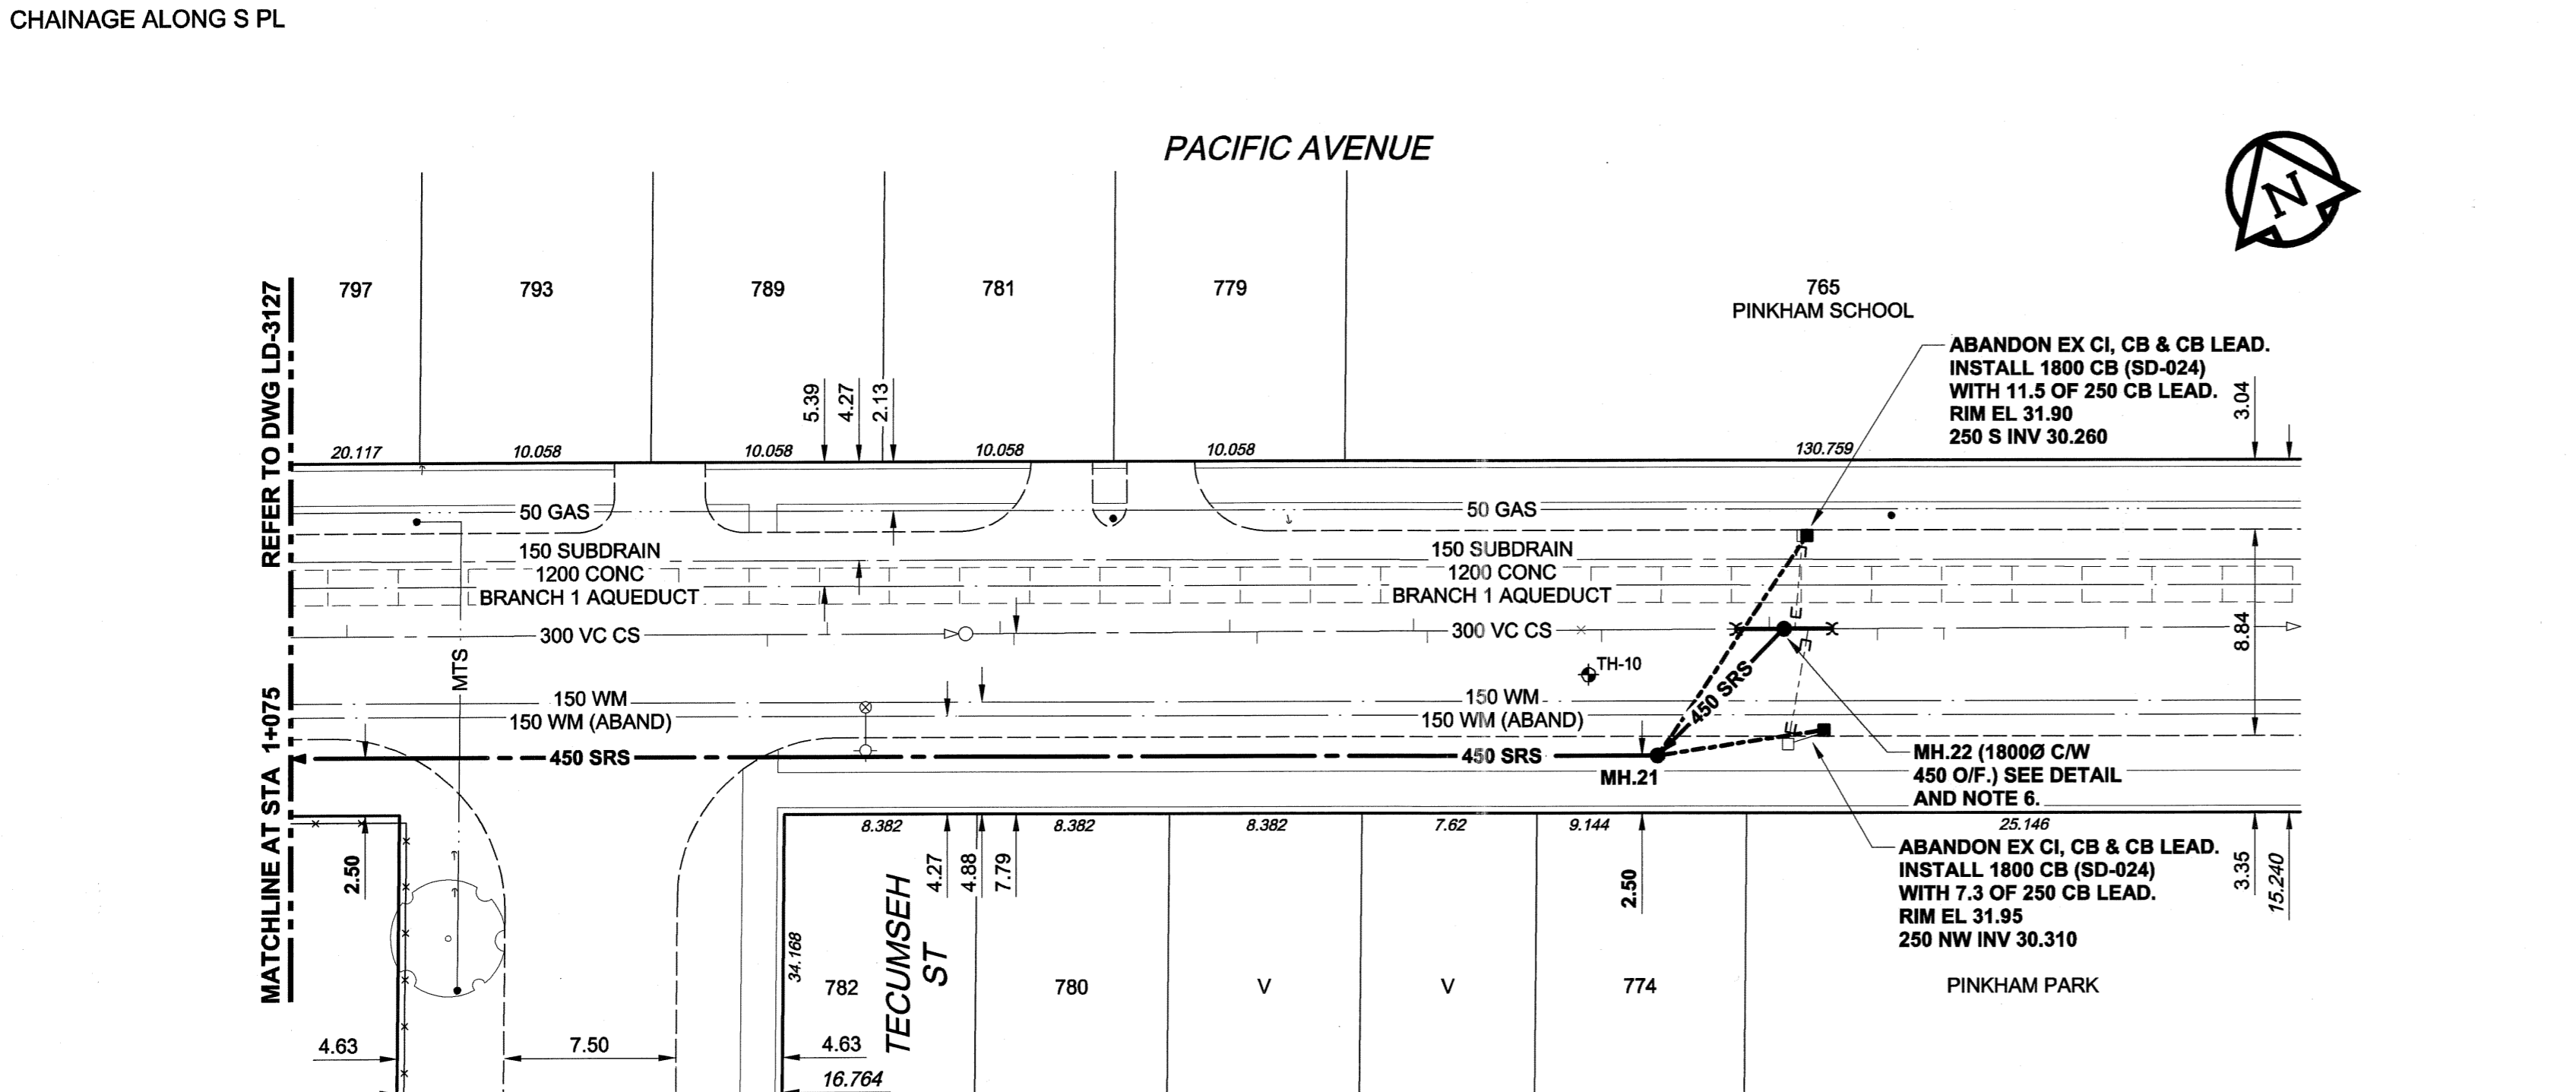 CHAINAGE ALONG S PL
PACIFIC AVENUE
N
REFER TO DWG LD-3127
MATCHLINE AT STA 1+075
797
793
789
781
779
765
PINKHAM SCHOOL
ABANDON EX CI, CB & CB LEAD.
INSTALL 1800 CB (SD-024)
WITH 11.5 OF 250 CB LEAD.
RIM EL 31.90
250 S INV 30.260
3.04
5.39
4.27
2.13
20.117
10.058
10.058
10.058
10.058
130.759
50 GAS
50 GAS
150 SUBDRAIN
1200 CONC
BRANCH 1 AQUEDUCT
150 SUBDRAIN
1200 CONC
BRANCH 1 AQUEDUCT
300 VC CS
300 VC CS
8.84
MTS
TH-10
450 SRS
150 WM
150 WM (ABAND)
150 WM
150 WM (ABAND)
450 SRS
450 SRS
MH.21
MH.22 (1800Ø C/W
450 O/F.) SEE DETAIL
AND NOTE 6.
8.382
8.382
8.382
7.62
9.144
25.146
2.50
4.27
4.88
7.79
2.50
3.35
15.240
ABANDON EX CI, CB & CB LEAD.
INSTALL 1800 CB (SD-024)
WITH 7.3 OF 250 CB LEAD.
RIM EL 31.95
250 NW INV 30.310
34.168
TECUMSEH
ST
782
780
V
V
774
PINKHAM PARK
4.63
7.50
4.63
16.764